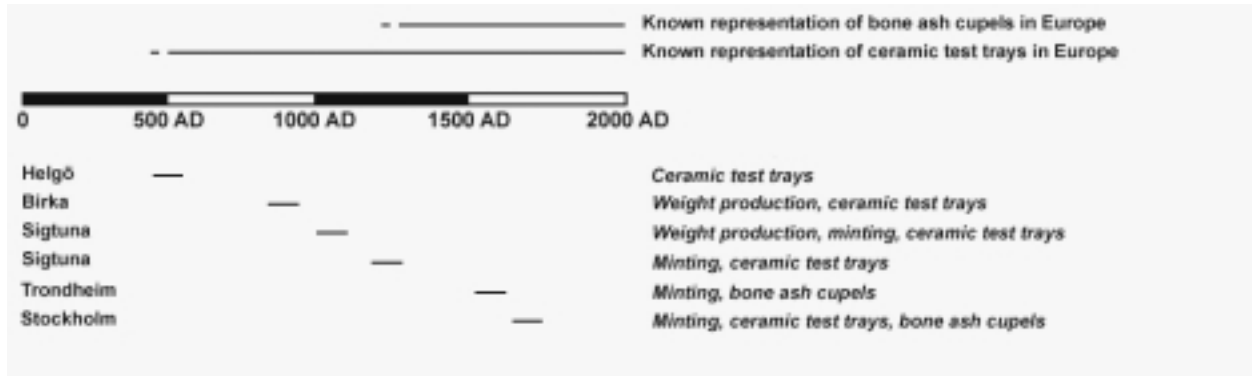 Known representation of bone ash cupels in Europe
Known representation of ceramic test trays in Europe
0 500 AD 1000 AD 1500 AD 2000 AD
Helgö Ceramic test trays
Birka Weight production, ceramic test trays
Sigtuna Weight production, minting, ceramic test trays
Sigtuna Minting, ceramic test trays
Trondheim Minting, bone ash cupels
Stockholm Minting, ceramic test trays, bone ash cupels